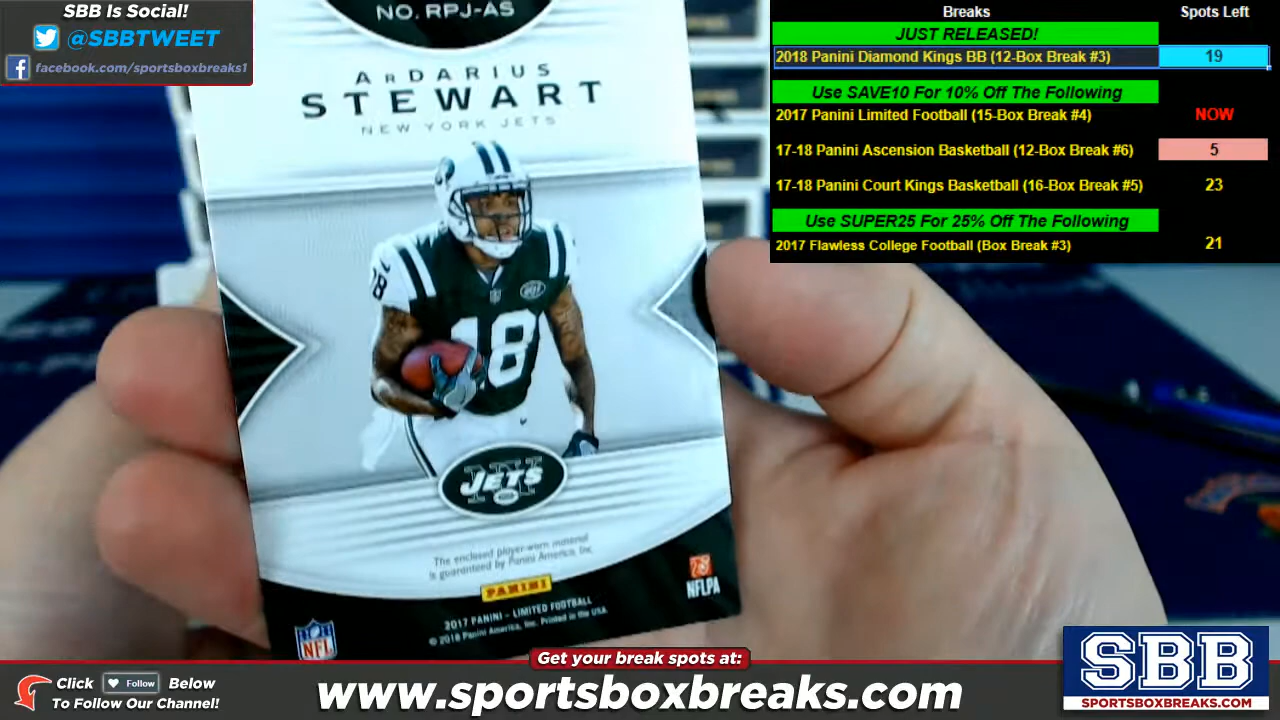 SBB Is Social!
@SBBTWEET
facebook.com/sportsboxbreaks1
NO. RPJ-AS
ARDARIUS
STEWART
NEW YORK JETS
18
18
NY
JETS
The enclosed player-worn material
is guaranteed by Panini America, Inc.
PANINI
2017 PANINI - LIMITED FOOTBALL
© 2018 Panini America, Inc. Printed in the USA.
NFL
NFLPA
Breaks Spots Left
JUST RELEASED!
2018 Panini Diamond Kings BB (12-Box Break #3) 19
Use SAVE10 For 10% Off The Following
2017 Panini Limited Football (15-Box Break #4) NOW
17-18 Panini Ascension Basketball (12-Box Break #6) 5
17-18 Panini Court Kings Basketball (16-Box Break #5) 23
Use SUPER25 For 25% Off The Following
2017 Flawless College Football (Box Break #3) 21
Get your break spots at:
Click Follow Below
To Follow Our Channel!
www.sportsboxbreaks.com
SBB
SPORTSBOXBREAKS.COM